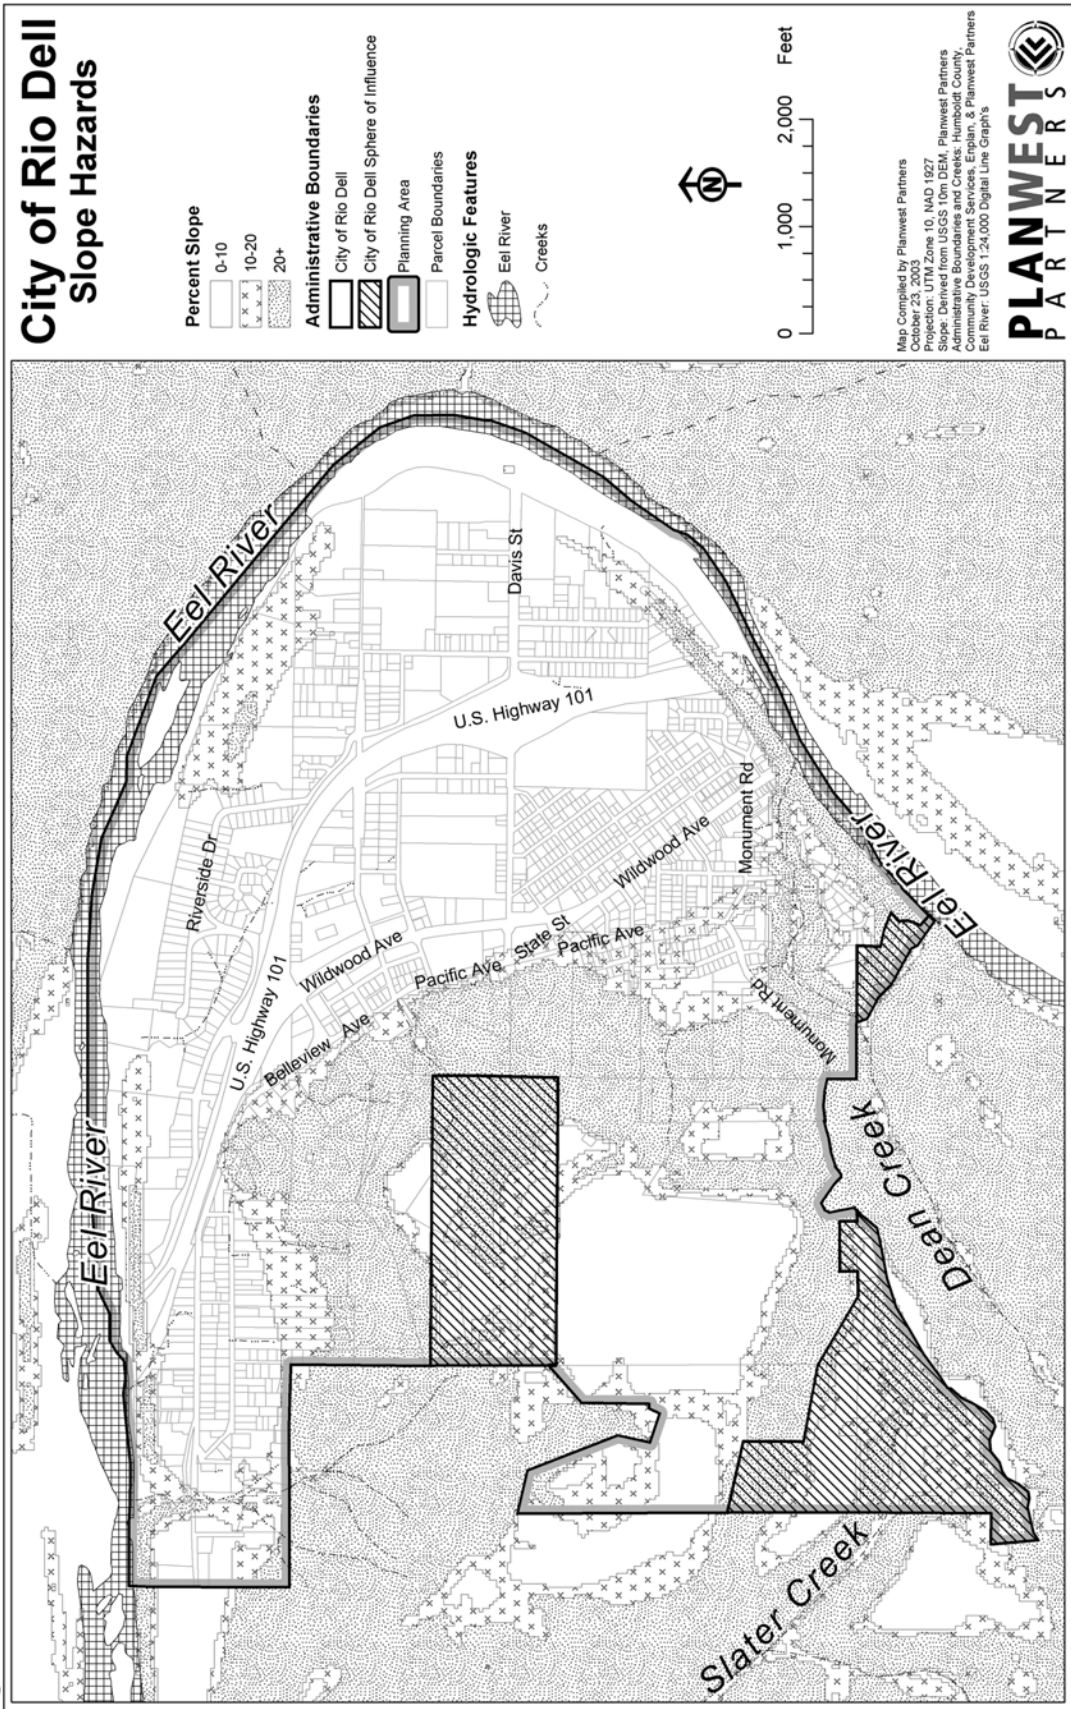 City of Rio Dell
Slope Hazards
Percent Slope
0-10
10-20
20+
Administrative Boundaries
City of Rio Dell
City of Rio Dell Sphere of Influence
Planning Area
Parcel Boundaries
Hydrologic Features
Eel River
Creeks
N
0 1,000 2,000 Feet
Map Compiled by Planwest Partners
October 23, 2003
Projection: UTM Zone 10, NAD 1927
Slope: Derived from USGS 10m DEM, Planwest Partners
Administrative Boundaries and Creeks: Humboldt County,
Community Development Services, Enplan, & Planwest Partners
Eel River: USGS 1:24,000 Digital Line Graph's
PLANWEST
PARTNERS
Eel River
Eel River
Eel River
Riverside Dr
U.S. Highway 101
U.S. Highway 101
Davis St
Wildwood Ave
Wildwood Ave
Belleview Ave
Pacific Ave
State St
Pacific Ave
Monument Rd
Monument Rd
Dean Creek
Slater Creek